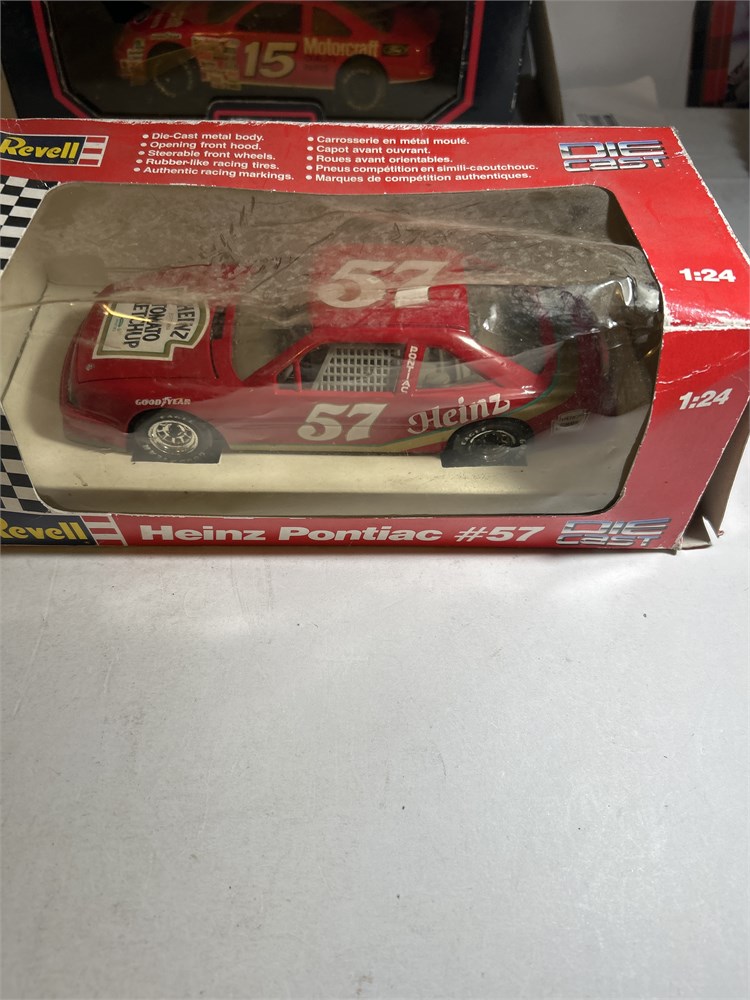 15 Motorcraft
Revell
• Die-Cast metal body.
• Opening front hood.
• Steerable front wheels.
• Rubber-like racing tires.
• Authentic racing markings.
• Carrosserie en métal moulé.
• Capot avant ouvrant.
• Roues avant orientables.
• Pneus compétition en simili-caoutchouc.
• Marques de compétition authentiques.
DIE
CAST
1:24
57
HEINZ
TOMATO
KETCHUP
PONTIAC
GOODYEAR
57
Heinz
1:24
Revell
Heinz Pontiac #57
DIE
CAST